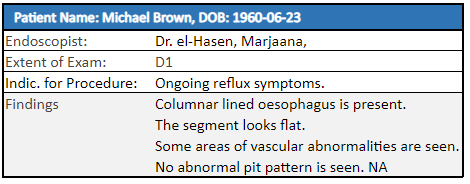 Patient Name: Michael Brown, DOB: 1960-06-23
Endoscopist: Dr. el-Hasen, Marjaana,
Extent of Exam: D1
Indic. for Procedure: Ongoing reflux symptoms.
Findings Columnar lined oesophagus is present.
The segment looks flat.
Some areas of vascular abnormalities are seen.
No abnormal pit pattern is seen. NA